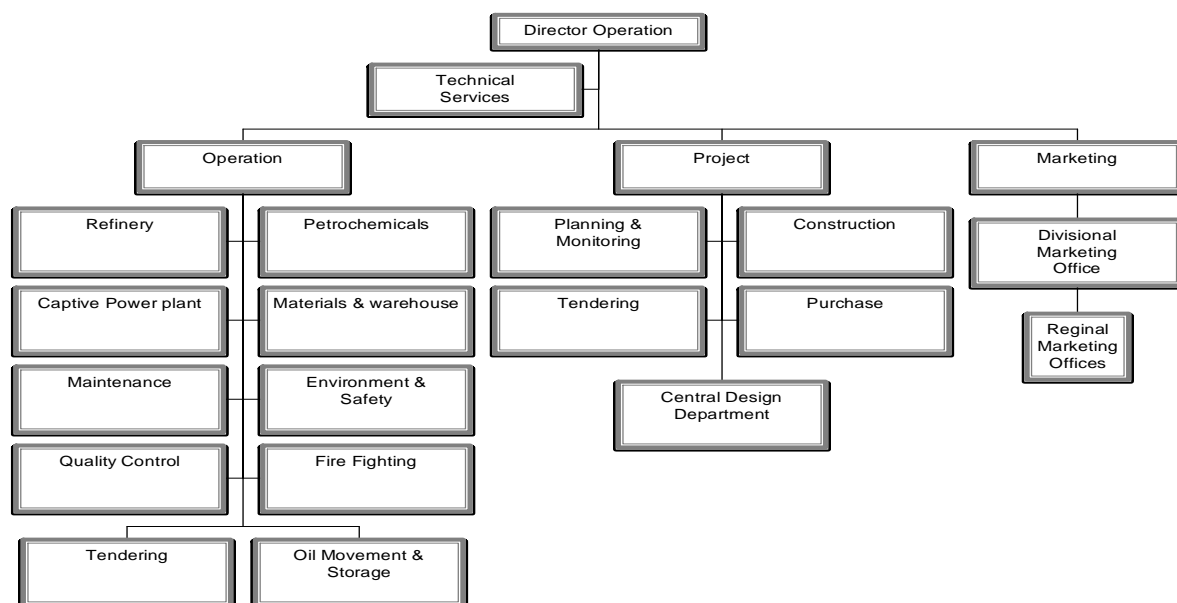 Director Operation
Technical
Services
Operation
Project
Marketing
Refinery
Petrochemicals
Planning &
Monitoring
Construction
Divisional
Marketing
Office
Captive Power plant
Materials & warehouse
Tendering
Purchase
Reginal
Marketing
Offices
Maintenance
Environment &
Safety
Central Design
Department
Quality Control
Fire Fighting
Tendering
Oil Movement &
Storage